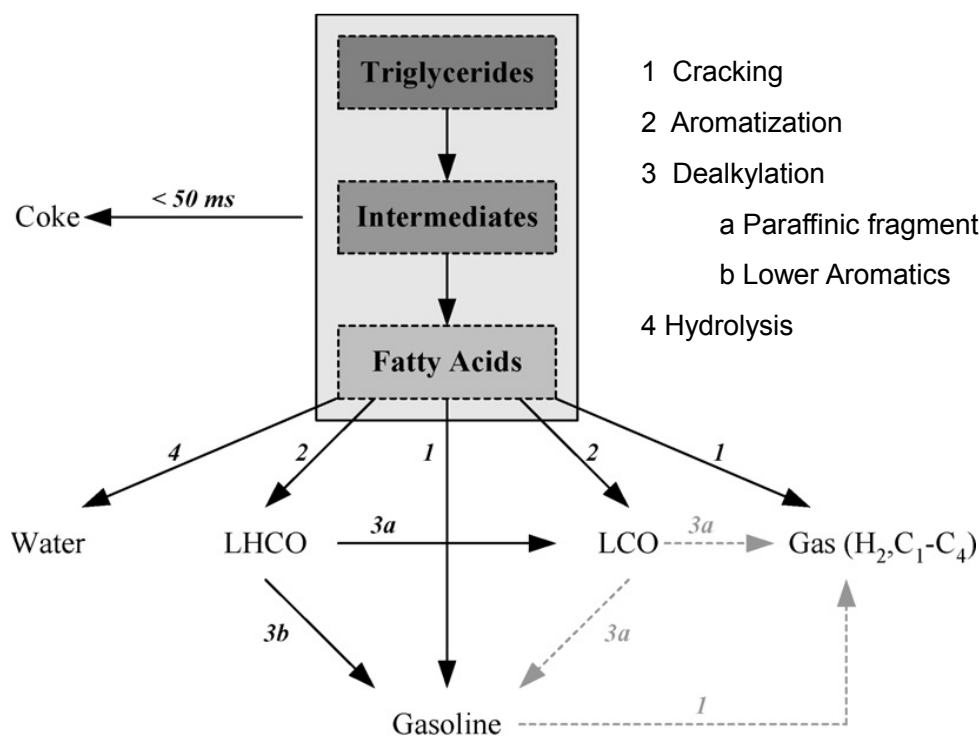 Triglycerides
1 Cracking
2 Aromatization
3 Dealkylation
a Paraffinic fragment
b Lower Aromatics
4 Hydrolysis
< 50 ms
Coke
Intermediates
Fatty Acids
4
2
1
2
1
Water
LHCO
3a
LCO
3a
Gas (H₂,C₁-C₄)
3b
3a
Gasoline
1